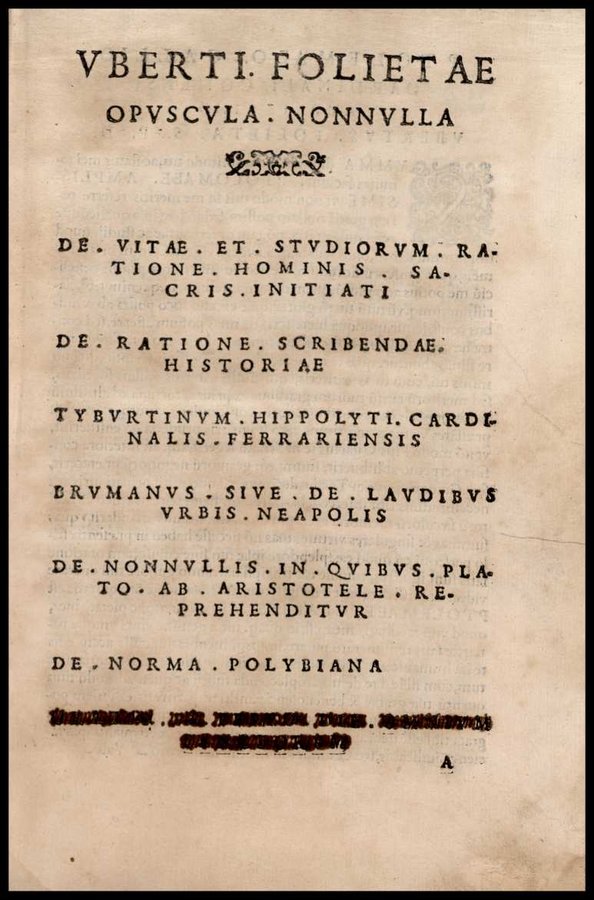 VBERTI. FOLIETAE
OPVSCVLA. NONNVLLA
DE. VITAE. ET. STVDIORVM. RA-
TIONE. HOMINIS. SA-
CRIS. INITIATI
DE. RATIONE. SCRIBENDAE.
HISTORIAE
TYBVRTINVM. HIPPOLYTI. CARDI-
NALIS. FERRARIENSIS
BRVMANVS. SIVE. DE. LAVDIBVS
VRBIS. NEAPOLIS
DE. NONNVLLIS. IN. QVIBVS. PLA-
TO. AB. ARISTOTELE. RE-
PREHENDITVR
DE. NORMA. POLYBIANA
A